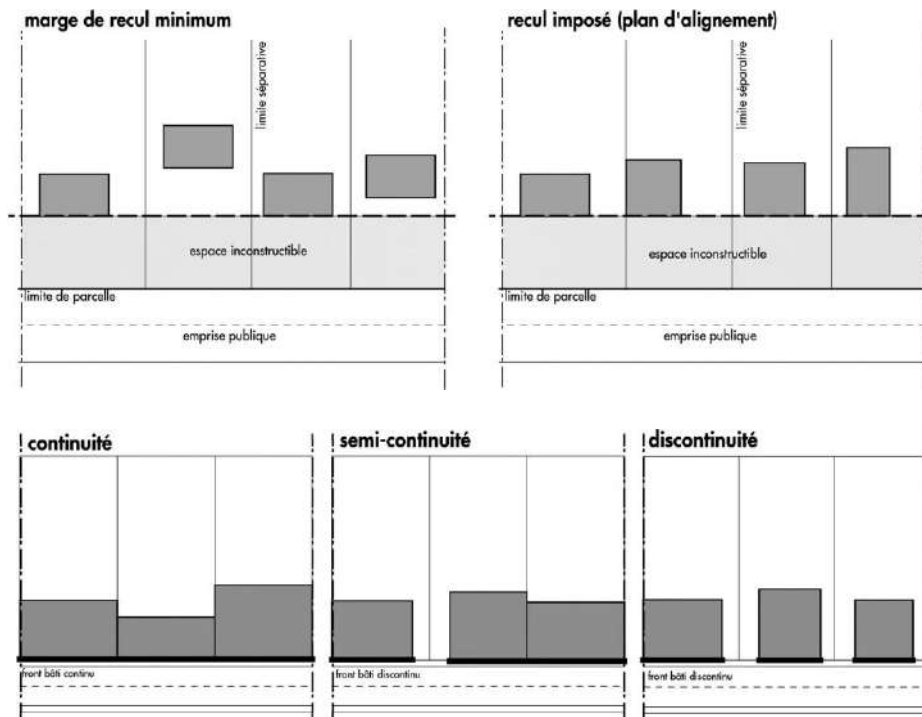 marge de recul minimum
recul imposé (plan d'alignement)
limite séparative
limite séparative
espace inconstructible
espace inconstructible
limite de parcelle
limite de parcelle
emprise publique
emprise publique
continuité
semi-continuité
discontinuité
front bâti continu
front bâti discontinu
front bâti discontinu